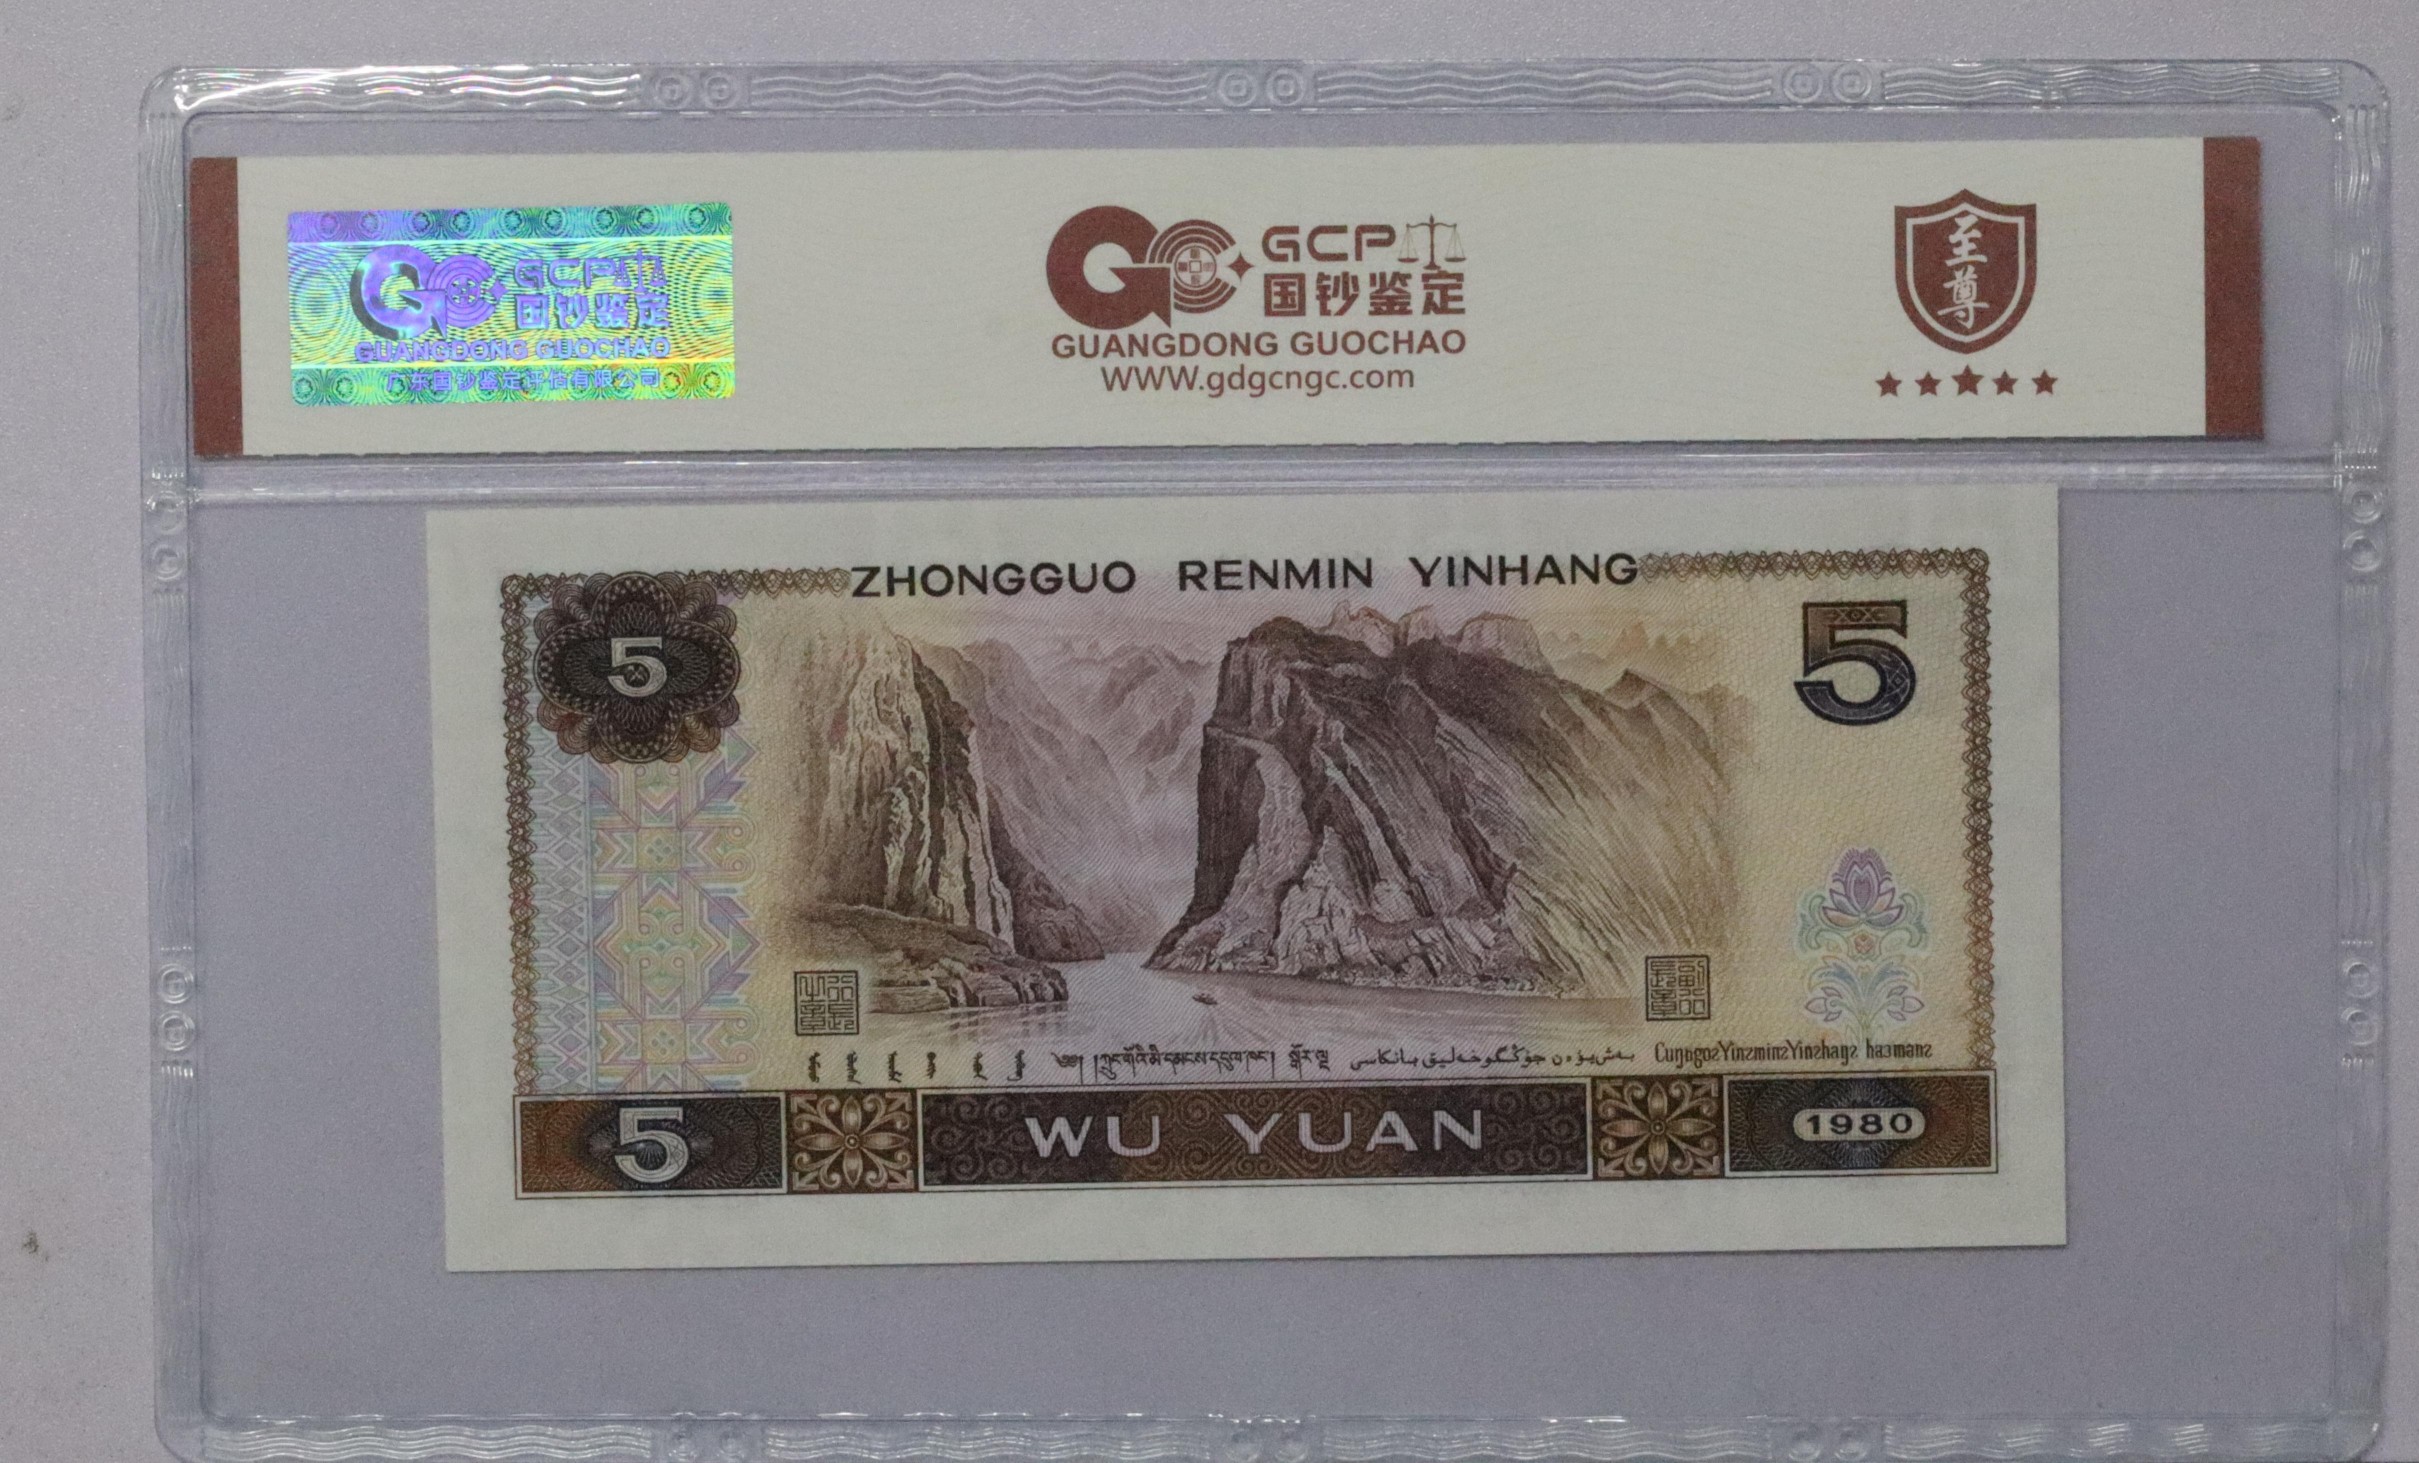 GCP
国钞鉴定
GUANGDONG GUOCHAO
广东国钞鉴定评估有限公司
GCP
国钞鉴定
GUANGDONG GUOCHAO
WWW.gdgcngc.com
至尊
ZHONGGUO RENMIN YINHANG
5
5
CuŋƣozYinzminzYinzhaŋz ha3manz
5
WU YUAN
1980